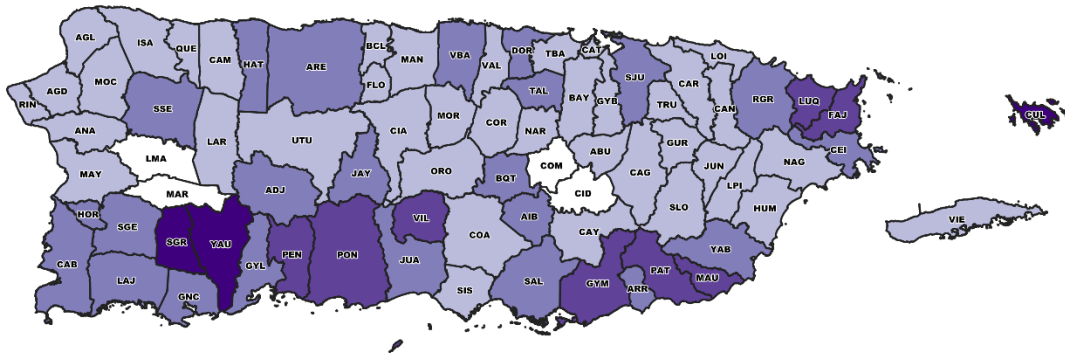 AGL
ISA
QUE
CAM
HAT
ARE
BCL
FLO
MAN
VBA
VAL
DOR
TBA
CAT
TAL
BAY
GYB
SJU
CAR
LOI
TRU
CAN
RGR
LUQ
FAJ
CUL
CEI
MOC
AGD
RIN
SSE
ANA
LAR
UTU
CIA
MOR
COR
NAR
ABU
GUR
JUN
NAG
LMA
MAY
MAR
ADJ
JAY
ORO
BQT
COM
CID
CAG
SLO
LPI
HUM
VIE
HOR
SGE
SGR
YAU
GYL
PEN
PON
JUA
VIL
COA
AIB
CAY
YAB
CAB
LAJ
GNC
SIS
SAL
GYM
ARR
PAT
MAU